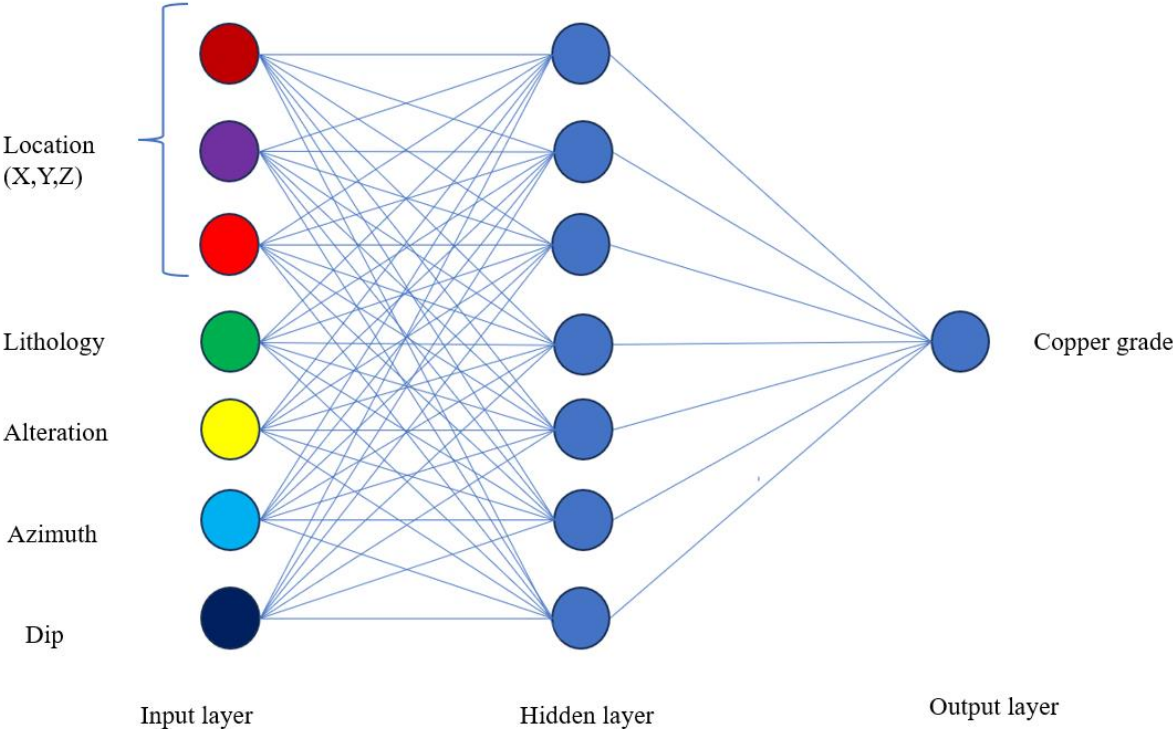 Location
(X,Y,Z)
Lithology
Alteration
Azimuth
Dip
Copper grade
Input layer
Hidden layer
Output layer